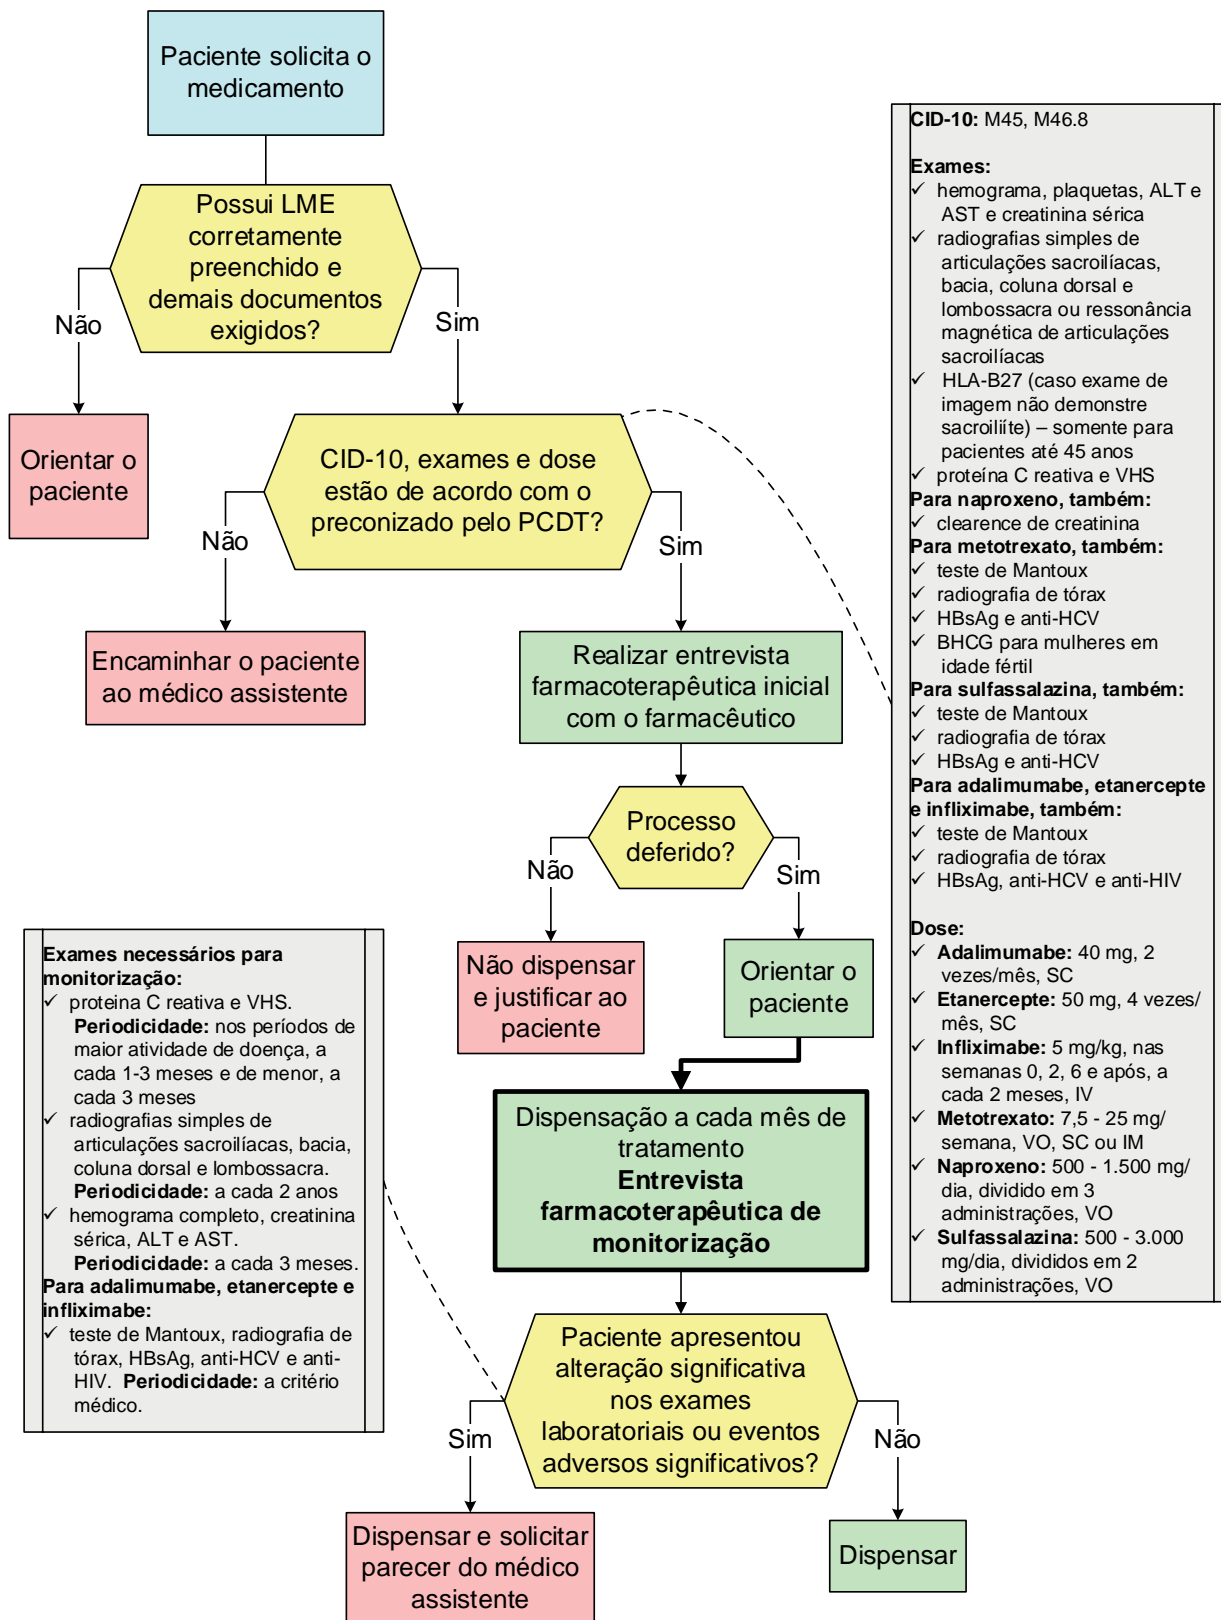 Paciente solicita o
medicamento
Possui LME
corretamente
preenchido e
demais documentos
exigidos?
Não
Sim
Orientar o
paciente
CID-10, exames e dose
estão de acordo com o
preconizado pelo PCDT?
Não
Sim
Encaminhar o paciente
ao médico assistente
Realizar entrevista
farmacoterapêutica inicial
com o farmacêutico
Processo
deferido?
Não
Sim
Não dispensar
e justificar ao
paciente
Orientar o
paciente
Dispensação a cada mês de
tratamento
Entrevista
farmacoterapêutica de
monitorização
Paciente apresentou
alteração significativa
nos exames
laboratoriais ou eventos
adversos significativos?
Sim
Não
Dispensar e solicitar
parecer do médico
assistente
Dispensar
CID-10: M45, M46.8
Exames:
✓ hemograma, plaquetas, ALT e
AST e creatinina sérica
✓ radiografias simples de
articulações sacroilíacas,
bacia, coluna dorsal e
lombossacra ou ressonância
magnética de articulações
sacroilíacas
✓ HLA-B27 (caso exame de
imagem não demonstre
sacroiliíte) – somente para
pacientes até 45 anos
✓ proteína C reativa e VHS
Para naproxeno, também:
✓ clearence de creatinina
Para metotrexato, também:
✓ teste de Mantoux
✓ radiografia de tórax
✓ HBsAg e anti-HCV
✓ BHCG para mulheres em
idade fértil
Para sulfassalazina, também:
✓ teste de Mantoux
✓ radiografia de tórax
✓ HBsAg e anti-HCV
Para adalimumabe, etanercepte
e infliximabe, também:
✓ teste de Mantoux
✓ radiografia de tórax
✓ HBsAg, anti-HCV e anti-HIV
Dose:
✓ Adalimumabe: 40 mg, 2
vezes/mês, SC
✓ Etanercepte: 50 mg, 4 vezes/
mês, SC
✓ Infliximabe: 5 mg/kg, nas
semanas 0, 2, 6 e após, a
cada 2 meses, IV
✓ Metotrexato: 7,5 - 25 mg/
semana, VO, SC ou IM
✓ Naproxeno: 500 - 1.500 mg/
dia, dividido em 3
administrações, VO
✓ Sulfassalazina: 500 - 3.000
mg/dia, divididos em 2
administrações, VO
Exames necessários para
monitorização:
✓ proteina C reativa e VHS.
Periodicidade: nos períodos de
maior atividade de doença, a
cada 1-3 meses e de menor, a
cada 3 meses
✓ radiografias simples de
articulações sacroilíacas, bacia,
coluna dorsal e lombossacra.
Periodicidade: a cada 2 anos
✓ hemograma completo, creatinina
sérica, ALT e AST.
Periodicidade: a cada 3 meses.
Para adalimumabe, etanercepte e
infliximabe:
✓ teste de Mantoux, radiografia de
tórax, HBsAg, anti-HCV e anti-
HIV. Periodicidade: a critério
médico.